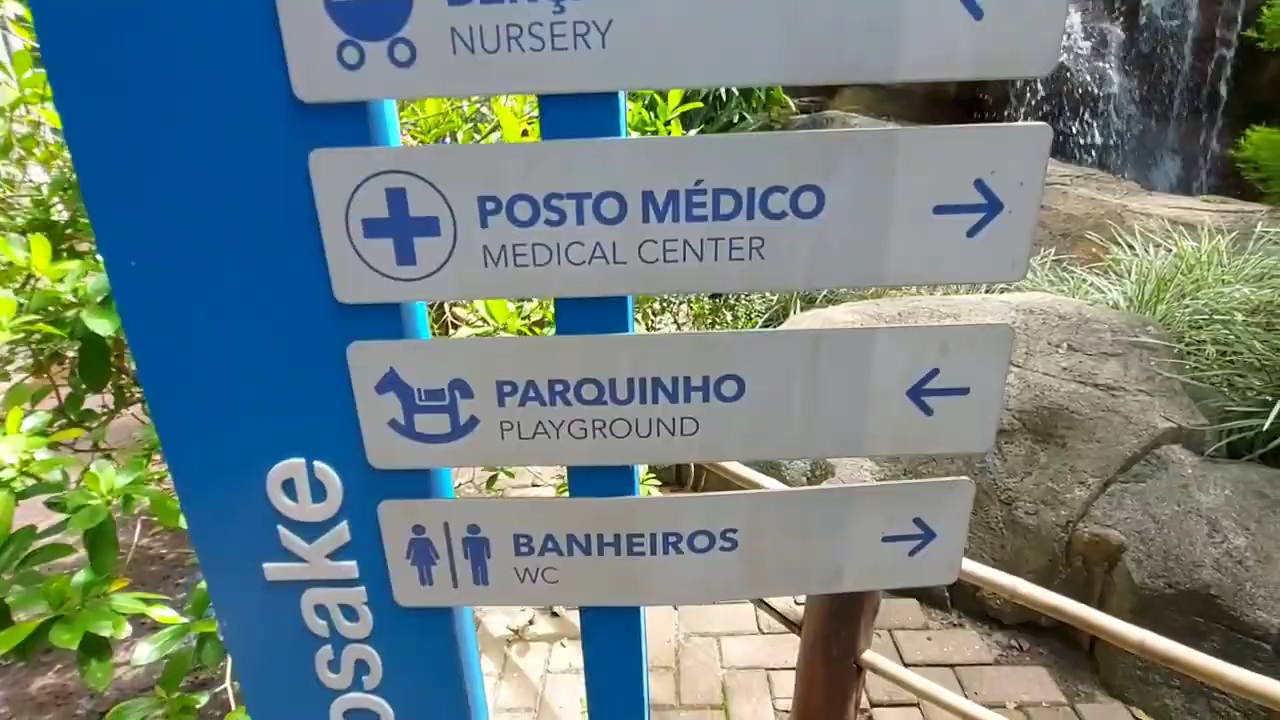 NURSERY
POSTO MÉDICO
MEDICAL CENTER
PARQUINHO
PLAYGROUND
BANHEIROS
WC